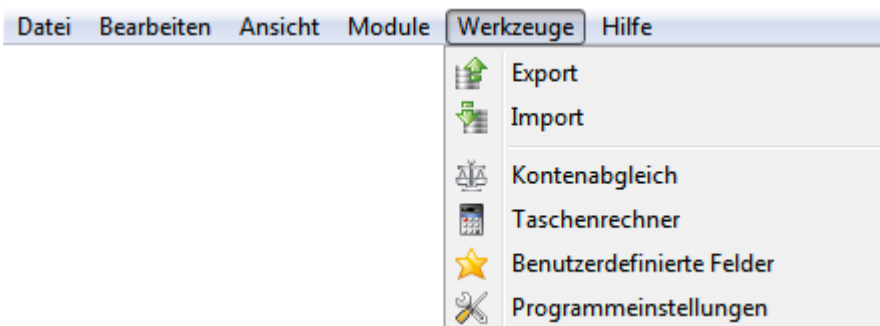 Datei Bearbeiten Ansicht Module Werkzeuge Hilfe
Export
Import
Kontenabgleich
Taschenrechner
Benutzerdefinierte Felder
Programmeinstellungen